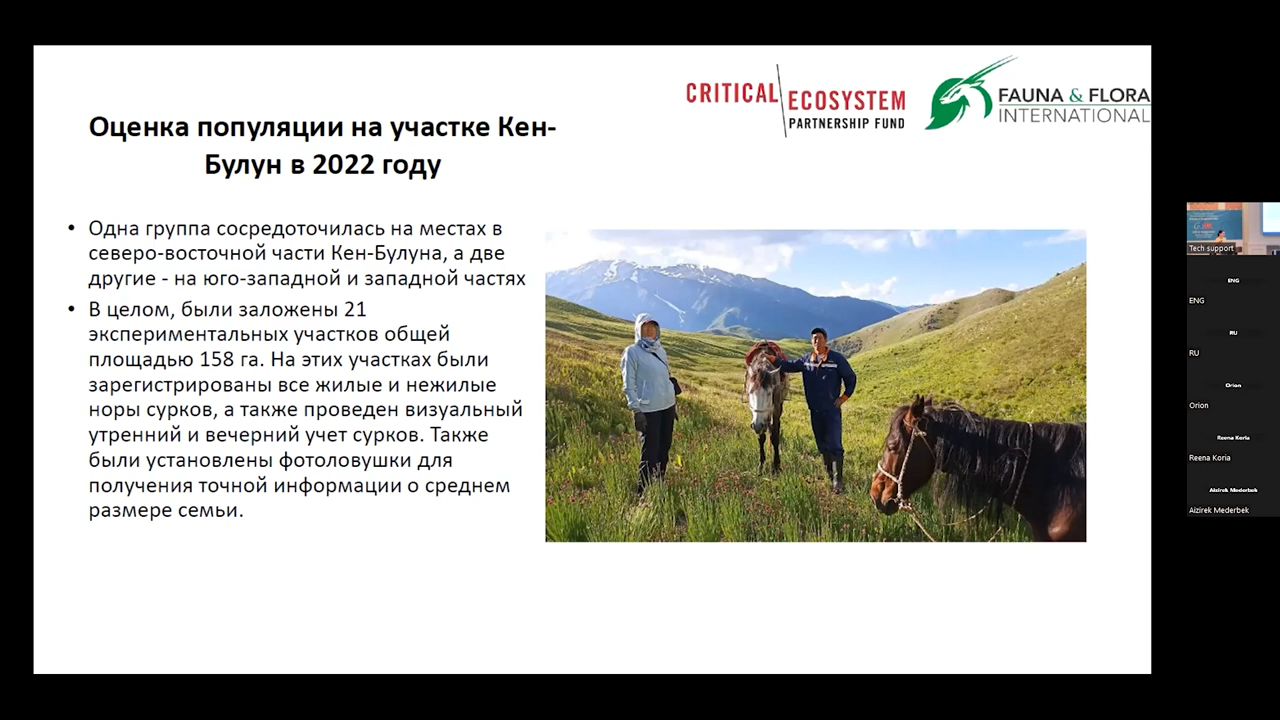 CRITICAL ECOSYSTEM
PARTNERSHIP FUND
FAUNA & FLORA
INTERNATIONAL
Оценка популяции на участке Кен-
Булун в 2022 году
• Одна группа сосредоточилась на местах в
северо-восточной части Кен-Булуна, а две
другие - на юго-западной и западной частях
• В целом, были заложены 21
экспериментальных участков общей
площадью 158 га. На этих участках были
зарегистрированы все жилые и нежилые
норы сурков, а также проведен визуальный
утренний и вечерний учет сурков. Также
были установлены фотоловушки для
получения точной информации о среднем
размере семьи.
Tech support
ENG
ENG
RU
RU
Orion
Orion
Reena Koria
Reena Koria
Aizirek Mederbek
Aizirek Mederbek